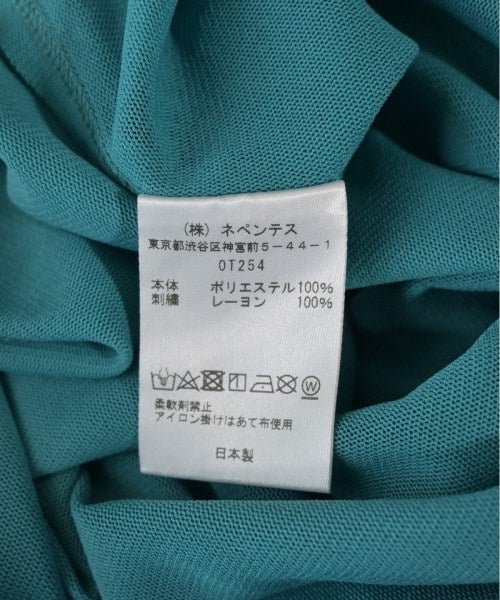 （株）ネペンテス
東京都渋谷区神宮前5-44-1
OT254
本体 ポリエステル100%
刺繍 レーヨン 100%
W
柔軟剤禁止
アイロン掛けはあて布使用
日本製